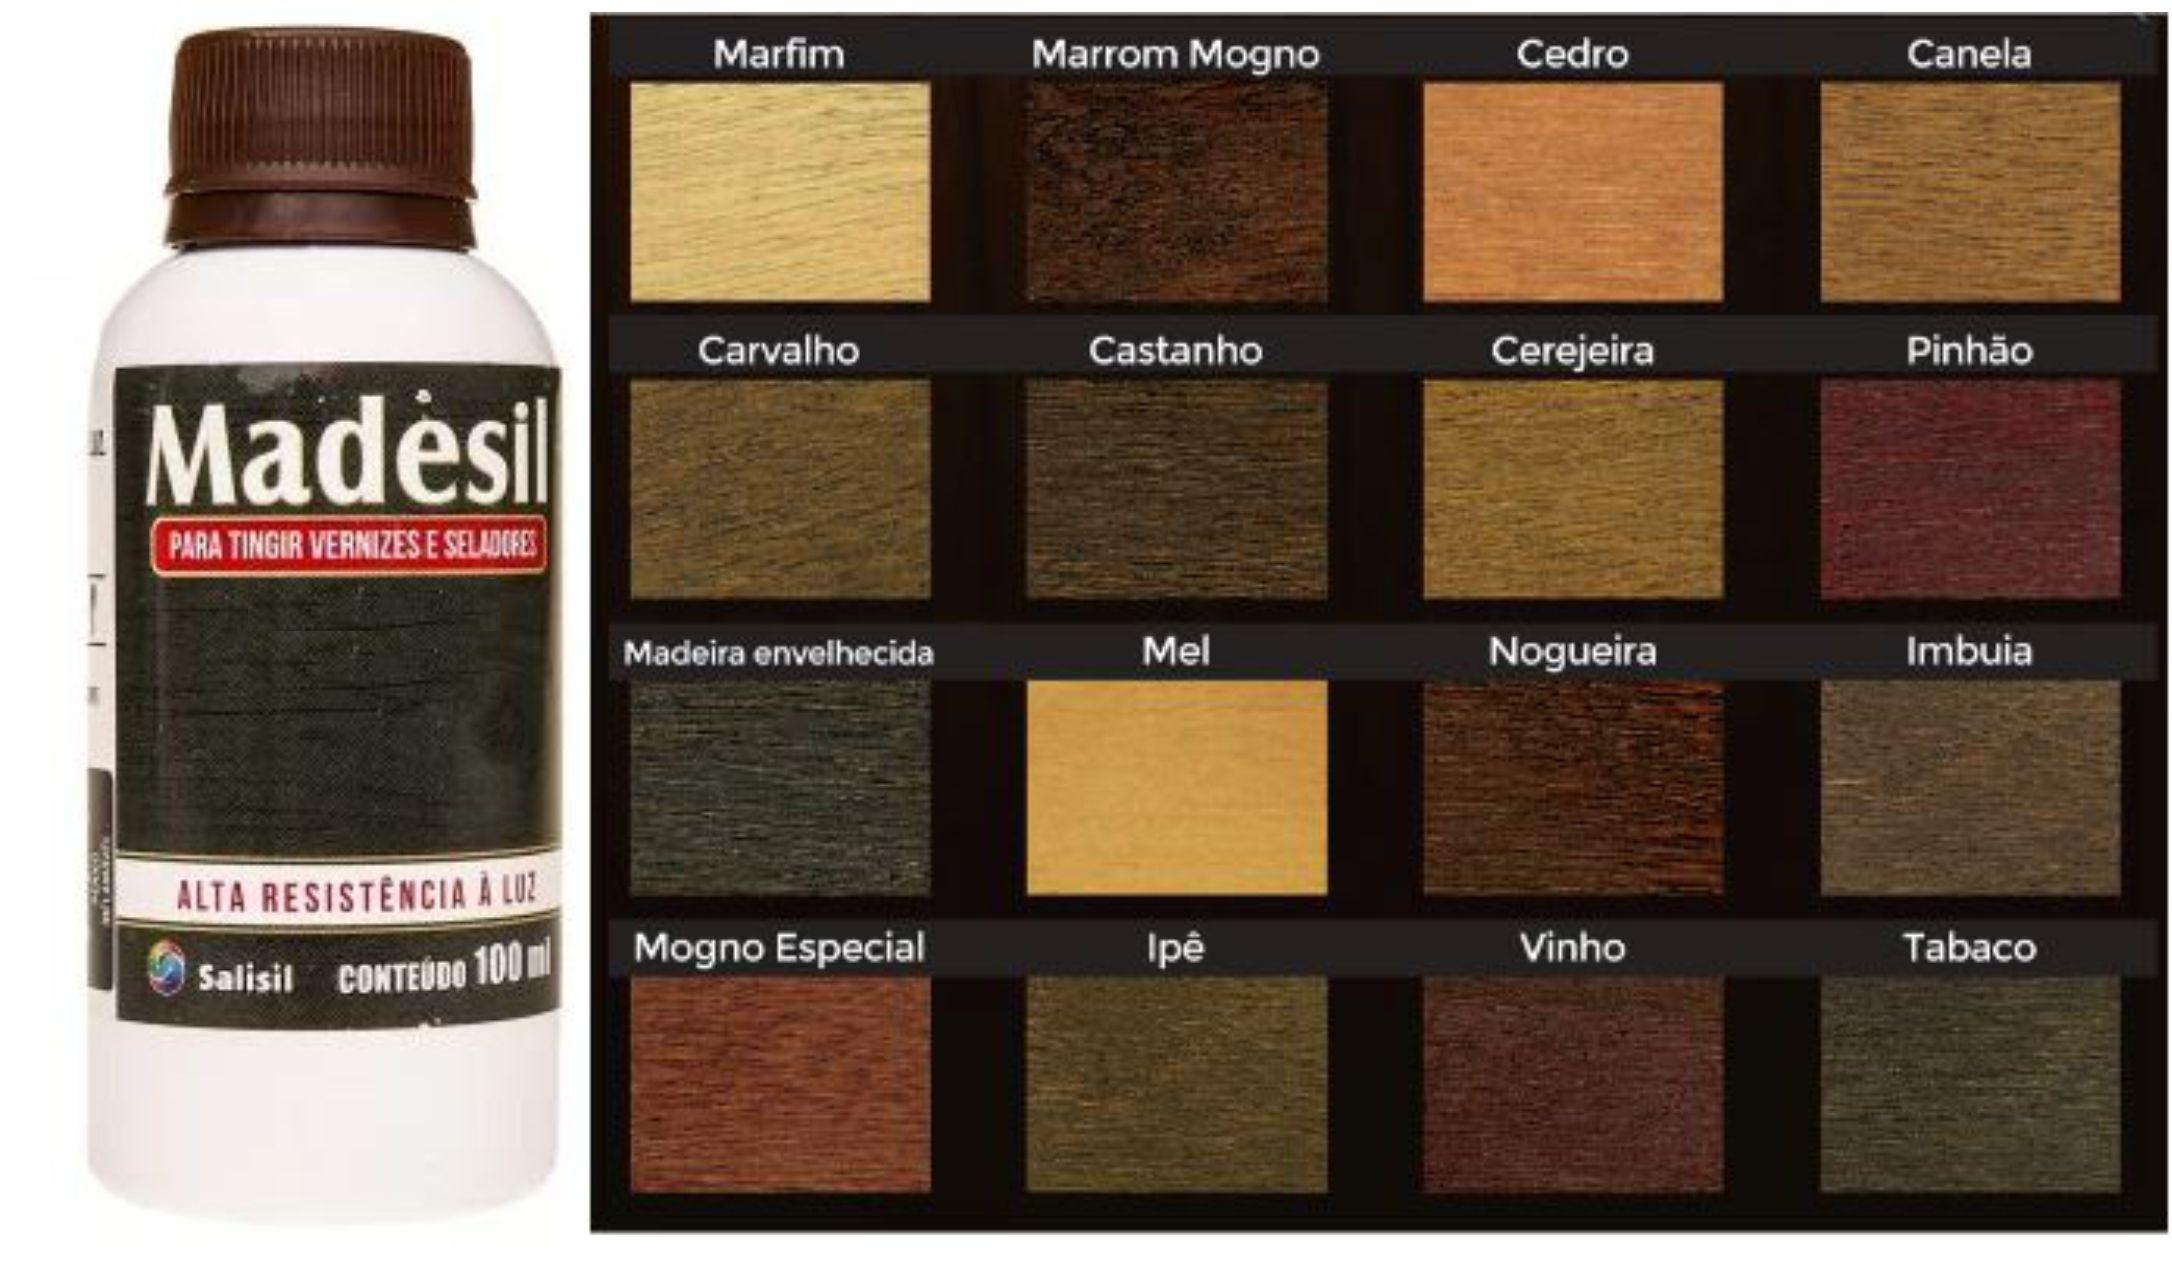 Madèsil
PARA TINGIR VERNIZES E SELADORES
ALTA RESISTÊNCIA À LUZ
Salisil CONTEÚDO 100 ml
Marfim Marrom Mogno Cedro Canela
Carvalho Castanho Cerejeira Pinhão
Madeira envelhecida Mel Nogueira Imbuia
Mogno Especial Ipê Vinho Tabaco